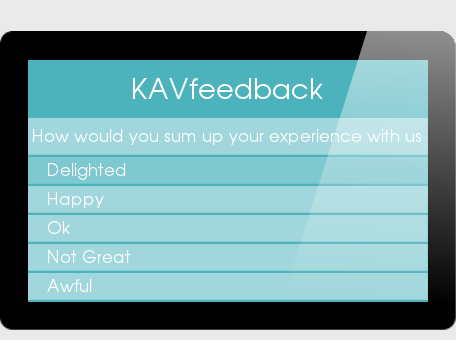 KAVfeedback
How would you sum up your experience with us
Delighted
Happy
Ok
Not Great
Awful